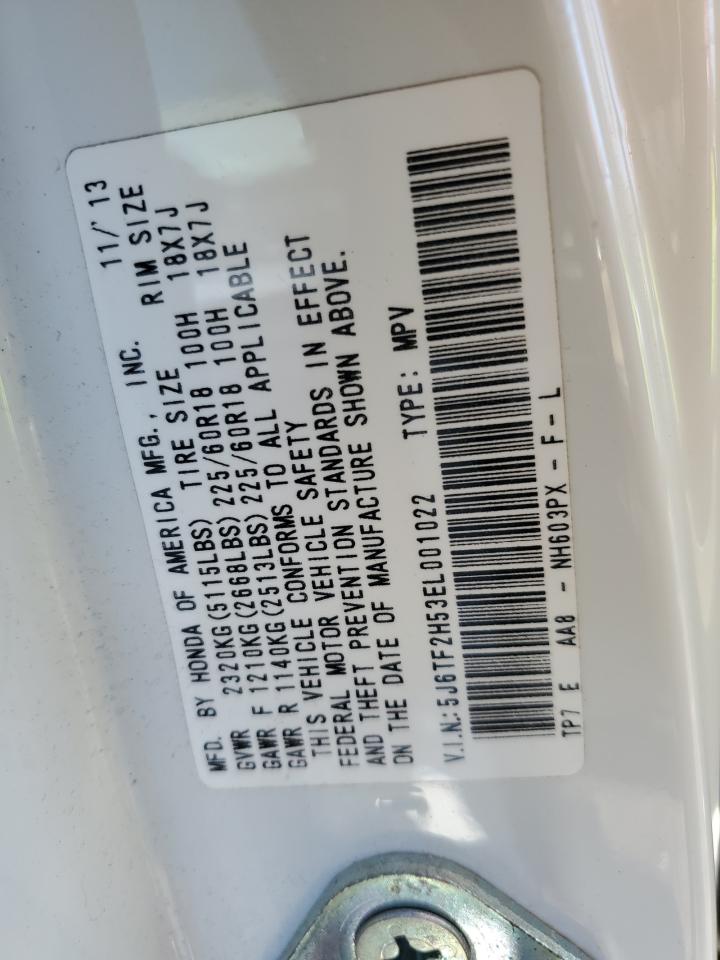 MFD. BY HONDA OF AMERICA MFG., INC. 11/'13
GVWR 2320KG(5115LBS) TIRE SIZE RIM SIZE
GAWR F 1210KG(2668LBS) 225/60R18 100H 18X7J
GAWR R 1140KG(2513LBS) 225/60R18 100H 18X7J
THIS VEHICLE CONFORMS TO ALL APPLICABLE
FEDERAL MOTOR VEHICLE SAFETY
AND THEFT PREVENTION STANDARDS IN EFFECT
ON THE DATE OF MANUFACTURE SHOWN ABOVE.
V.I.N.: 5J6TF2H53EL001022 TYPE: MPV
TP7 E AA8 - NH603PX - F - L